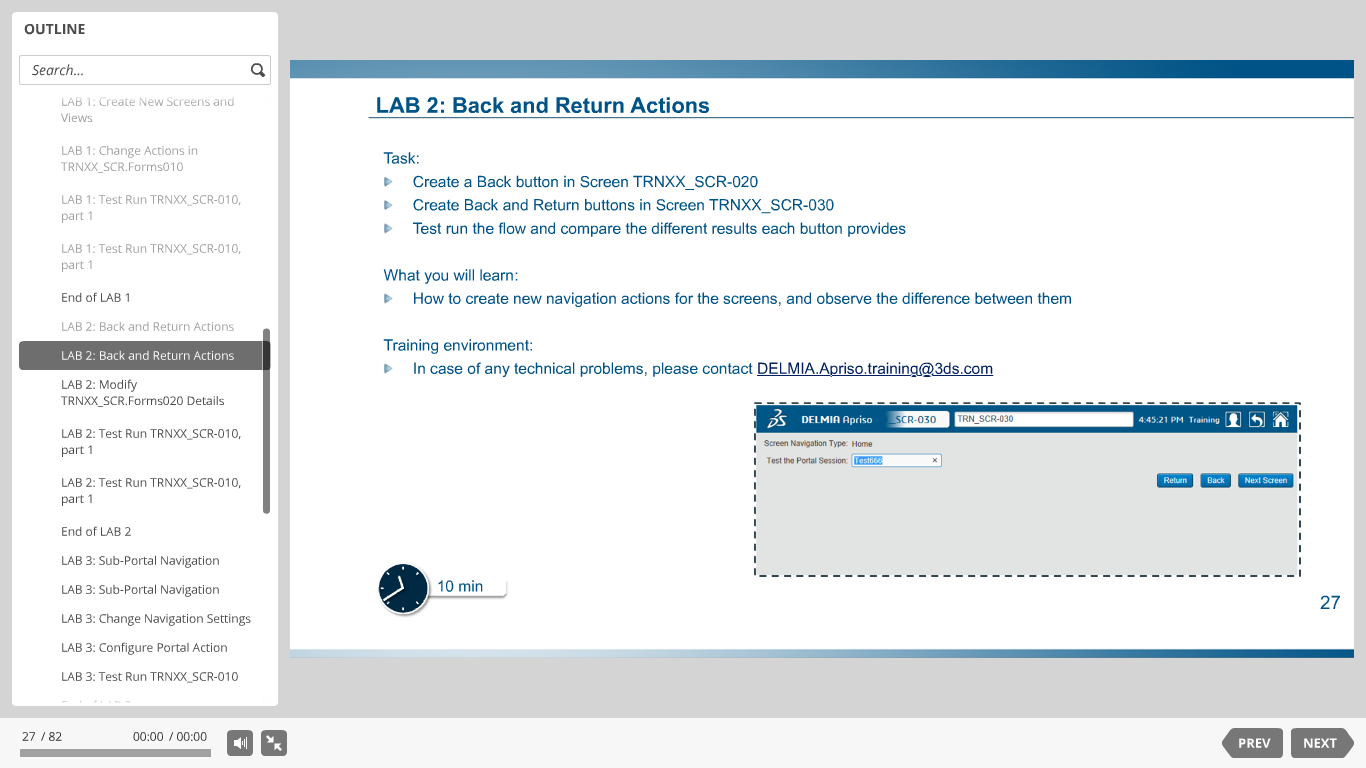 OUTLINE
Search...
LAB 1: Create New Screens and
Views
LAB 1: Change Actions in
TRNXX_SCR.Forms010
LAB 1: Test Run TRNXX_SCR-010,
part 1
LAB 1: Test Run TRNXX_SCR-010,
part 1
End of LAB 1
LAB 2: Back and Return Actions
LAB 2: Back and Return Actions
LAB 2: Modify
TRNXX_SCR.Forms020 Details
LAB 2: Test Run TRNXX_SCR-010,
part 1
LAB 2: Test Run TRNXX_SCR-010,
part 1
End of LAB 2
LAB 3: Sub-Portal Navigation
LAB 3: Sub-Portal Navigation
LAB 3: Change Navigation Settings
LAB 3: Configure Portal Action
LAB 3: Test Run TRNXX_SCR-010
LAB 2: Back and Return Actions
Task:
Create a Back button in Screen TRNXX_SCR-020
Create Back and Return buttons in Screen TRNXX_SCR-030
Test run the flow and compare the different results each button provides
What you will learn:
How to create new navigation actions for the screens, and observe the difference between them
Training environment:
In case of any technical problems, please contact DELMIA.Apriso.training@3ds.com
DELMIA Apriso _SCR-030 TRN_SCR-030 4:45:21 PM Training
Screen Navigation Type: Home
Test the Portal Session: Test666
Return Back Next Screen
10 min
27
27 / 82 00:00 / 00:00
PREV NEXT